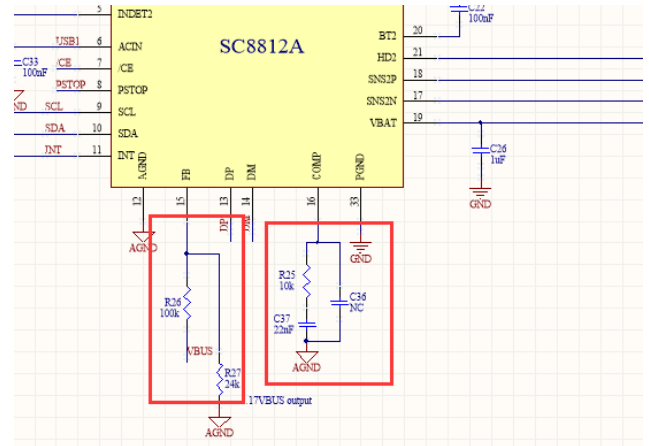 5 INDET2
C22
100nF
BT2 20
SC8812A
USB1 6 ACIN
HD2 21
C33
100nF
/CE 7 /CE
SNS2P 18
PSTOP 8 PSTOP
SNS2N 17
ND SCL 9 SCL
VBAT 19
SDA 10 SDA
INT 11 INT
C26
1uF
AGND FB DP DM COMP PGND
12 15 13 14 16 33
GND
DP DM
AGND
GND
R25
10k
R26
100k
C36
NC
C37
22nF
VBUS
AGND
R27
24k
17VBUS output
AGND